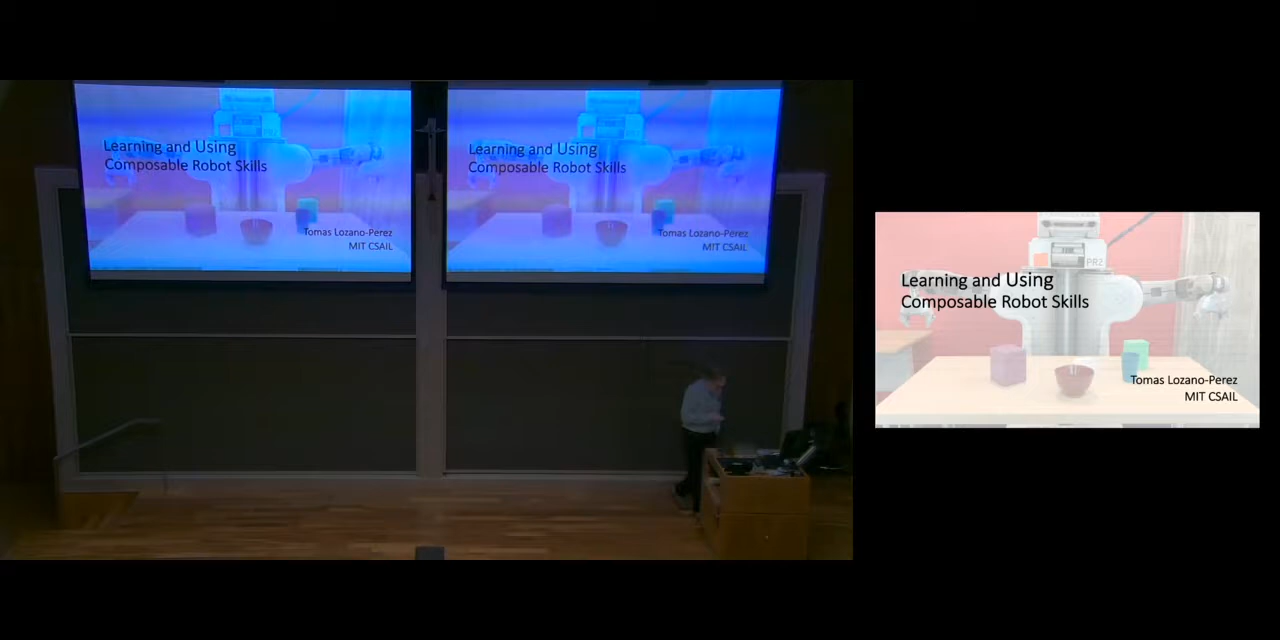 Learning and Using
Composable Robot Skills
Tomas Lozano-Perez
MIT CSAIL
Learning and Using
Composable Robot Skills
Tomas Lozano-Perez
MIT CSAIL
PR2
Learning and Using
Composable Robot Skills
Tomas Lozano-Perez
MIT CSAIL